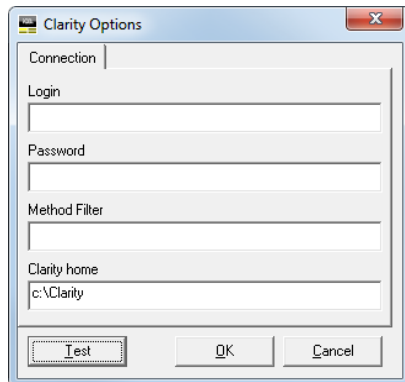 Clarity Options
Connection
Login
Password
Method Filter
Clarity home
c:\Clarity
Test OK Cancel